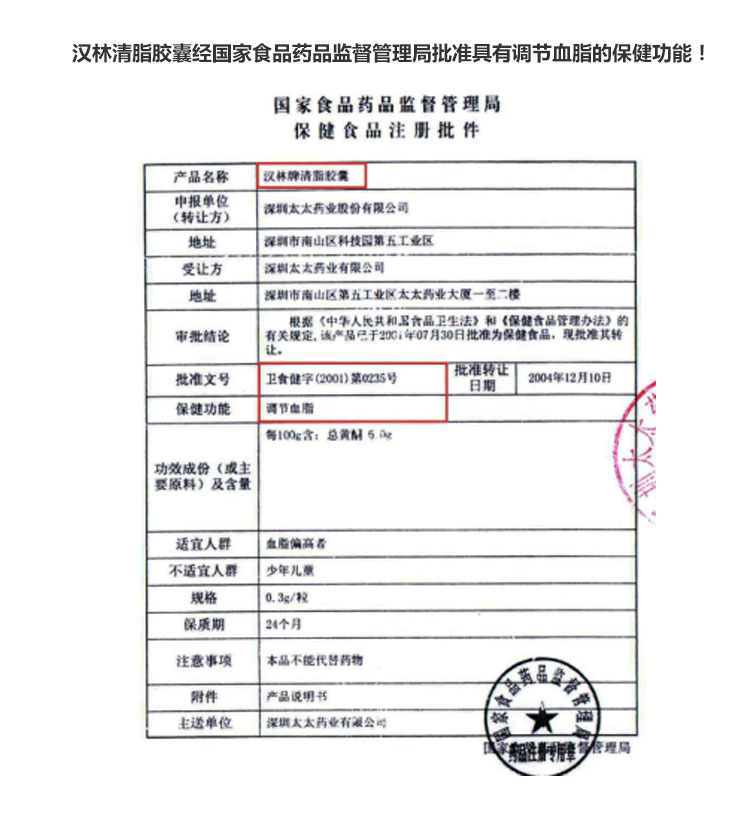 汉林清脂胶囊经国家食品药品监督管理局批准具有调节血脂的保健功能！
国家食品药品监督管理局
保健食品注册批件
产品名称 汉林牌清脂胶囊
申报单位
（转让方） 深圳太太药业股份有限公司
地址 深圳市南山区科技园第五工业区
受让方 深圳太太药业有限公司
地址 深圳市南山区第五工业区太太药业大厦一至二楼
审批结论 根据《中华人民共和国食品卫生法》和《保健食品管理办法》的
有关规定,该产品已于2001年07月30日批准为保健食品，现批准其转
让。
批准文号 卫食健字(2001)第0235号 批准转让
日期 2004年12月10日
保健功能 调节血脂
功效成份（或主
要原料）及含量 每100g含：总黄酮
适宜人群 血脂偏高者
不适宜人群 少年儿童
规格 0.3g/粒
保质期 24个月
注意事项 本品不能代替药物
附件 产品说明书
主送单位 深圳太太药业有限公司
国家食品药品监督管理局
药品注册专用章
国家 督管理局
太太